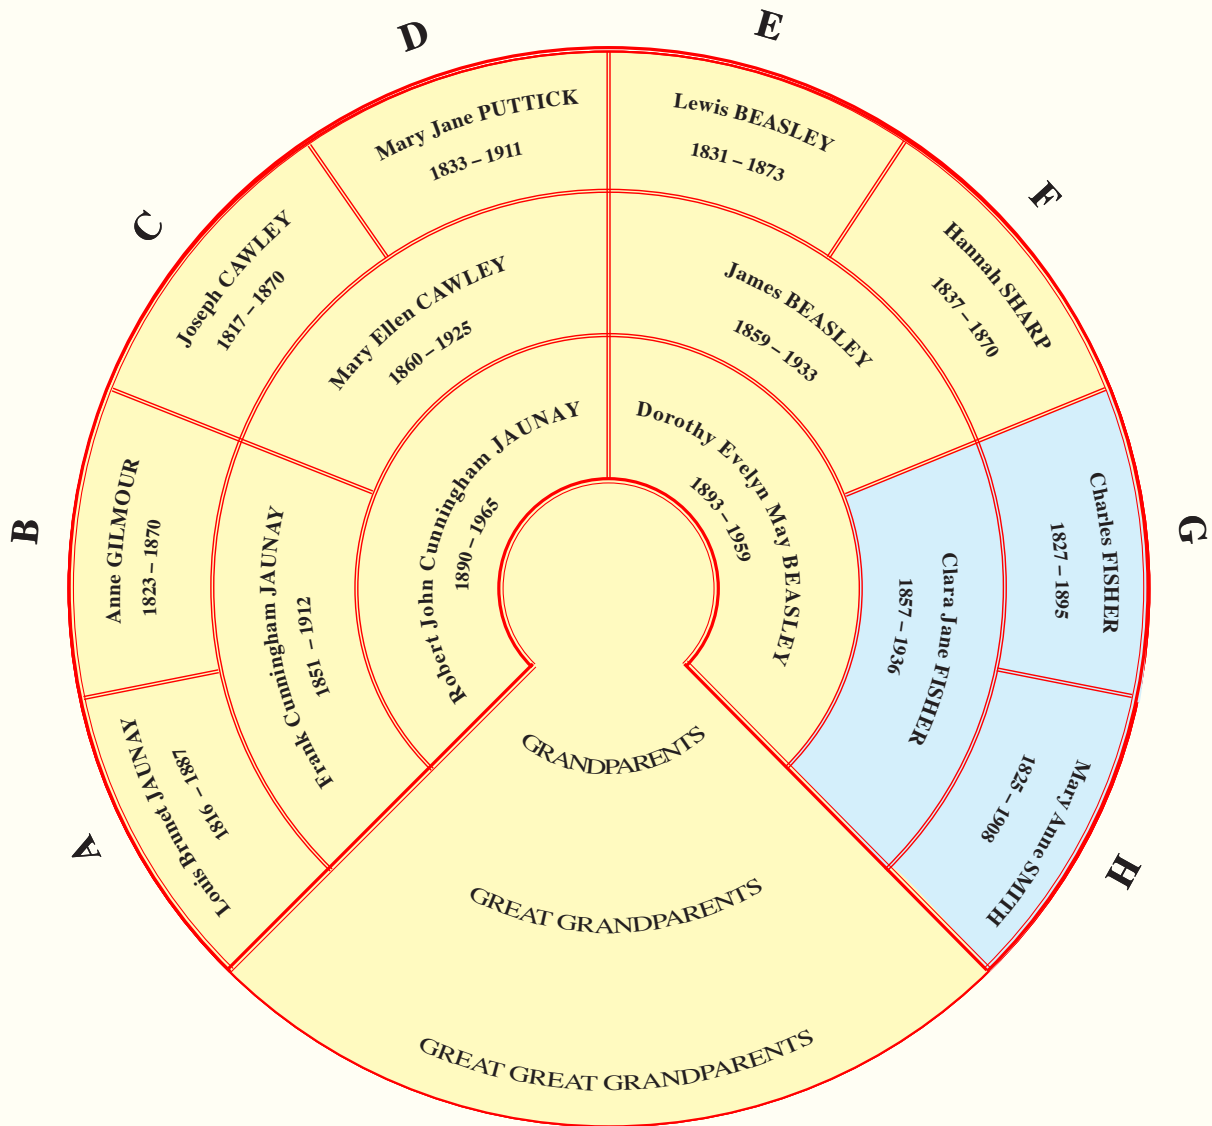 D
E
C
F
B
G
A
H
Mary Jane PUTTICK
1833 – 1911
Lewis BEASLEY
1831 – 1873
Joseph CAWLEY
1817 – 1870
Hannah SHARP
1837 – 1870
Mary Ellen CAWLEY
1860 – 1925
James BEASLEY
1859 – 1933
Anne GILMOUR
1823 – 1870
Charles FISHER
1827 – 1895
Frank Cunningham JAUNAY
1851 – 1912
Robert John Cunningham JAUNAY
1890 – 1965
Dorothy Evelyn May BEASLEY
1893 – 1959
Clara Jane FISHER
1857 – 1936
Louis Brunet JAUNAY
1816 – 1887
Mary Anne SMITH
1825 – 1908
GRANDPARENTS
GREAT GRANDPARENTS
GREAT GREAT GRANDPARENTS